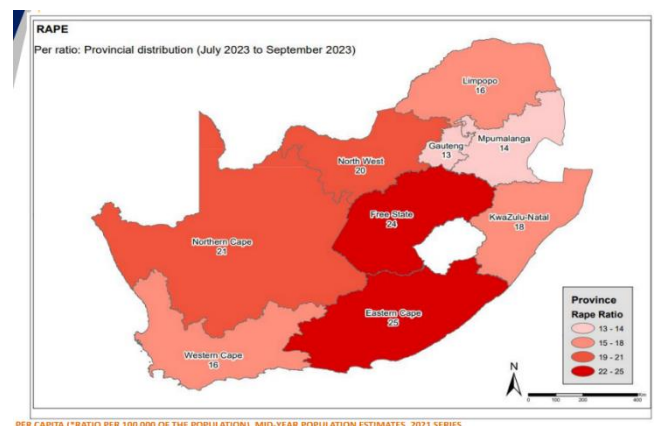 RAPE
Per ratio: Provincial distribution (July 2023 to September 2023)
Limpopo
16
Gauteng
13
Mpumalanga
14
North West
20
Free State
24
KwaZulu-Natal
18
Northern Cape
21
Eastern Cape
25
Western Cape
16
Province
Rape Ratio
13 - 14
15 - 18
19 - 21
22 - 25
N
0
100
200
400
PER CAPITA (*RATIO PER 100 000 OF THE POPULATION), MID-YEAR POPULATION ESTIMATES, 2021 SERIES